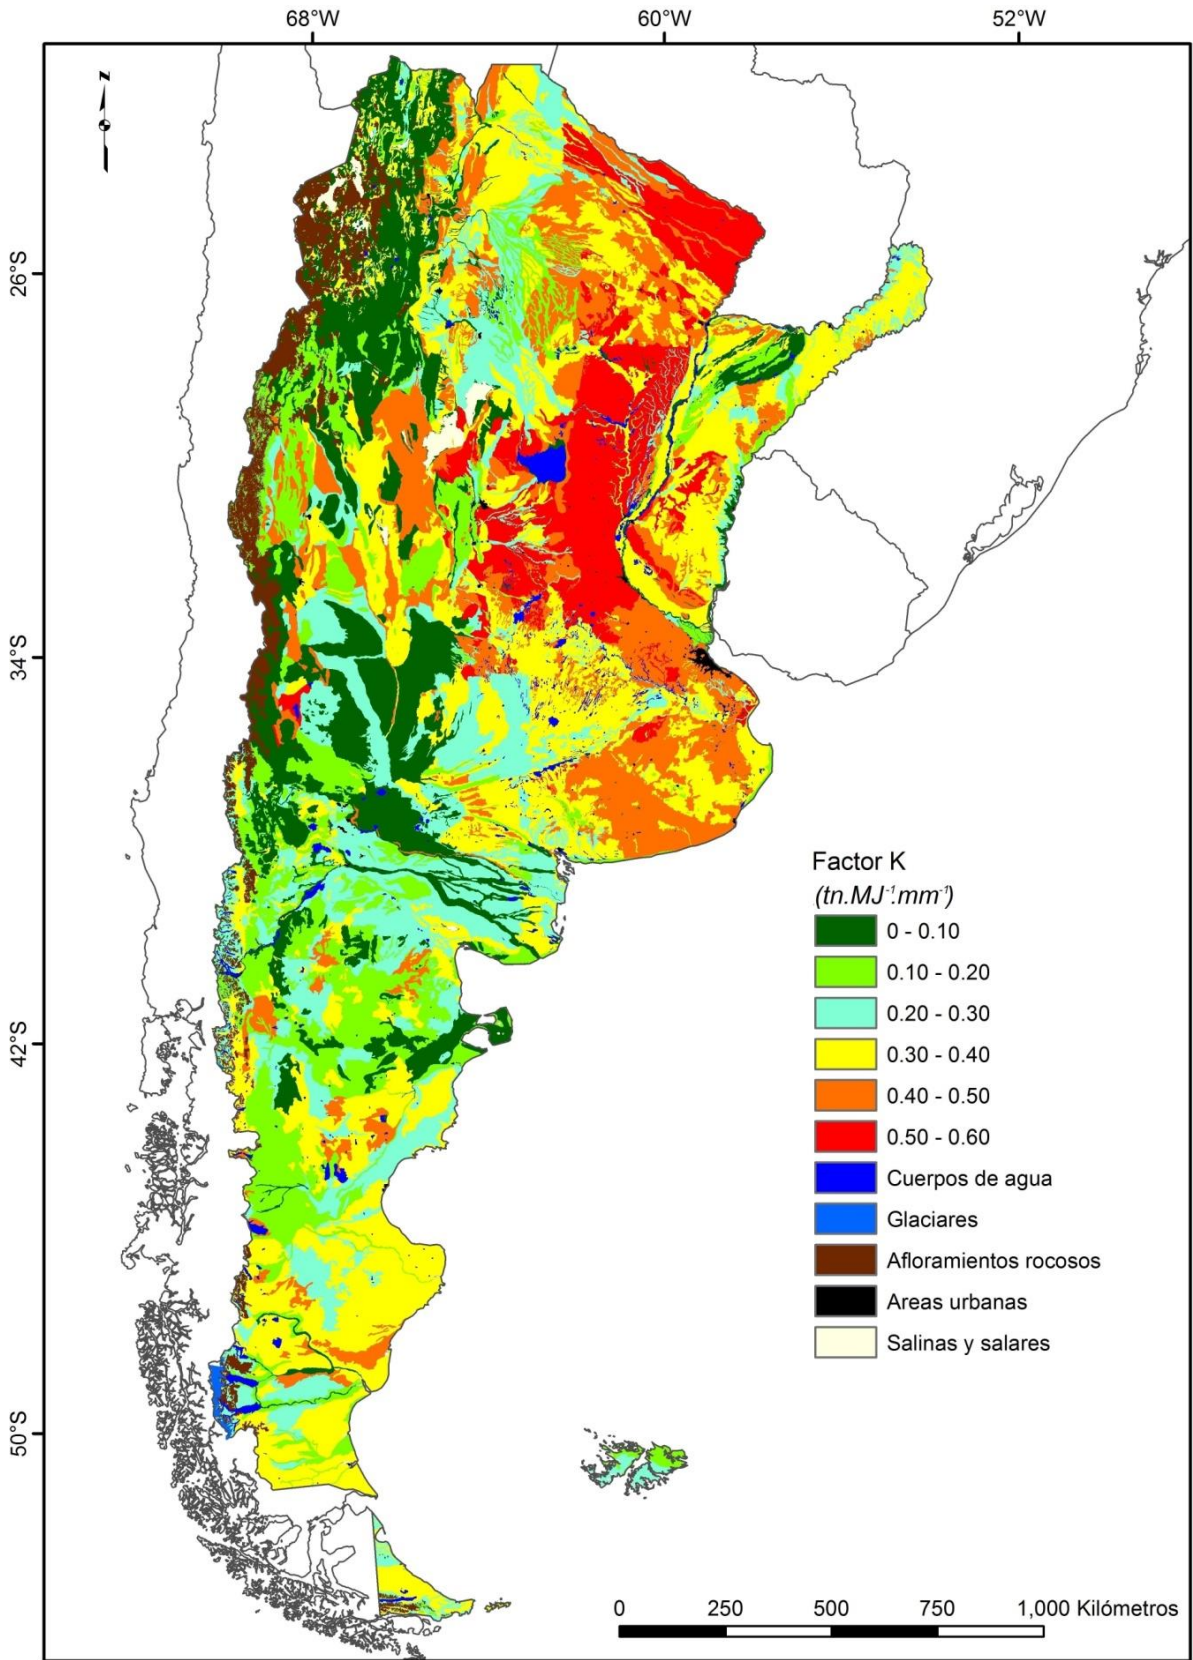 68°W 60°W 52°W
z
26°S
34°S
42°S
50°S
Factor K
(tn.MJ⁻¹.mm⁻¹)
0 - 0.10
0.10 - 0.20
0.20 - 0.30
0.30 - 0.40
0.40 - 0.50
0.50 - 0.60
Cuerpos de agua
Glaciares
Afloramientos rocosos
Areas urbanas
Salinas y salares
0 250 500 750 1,000 Kilómetros